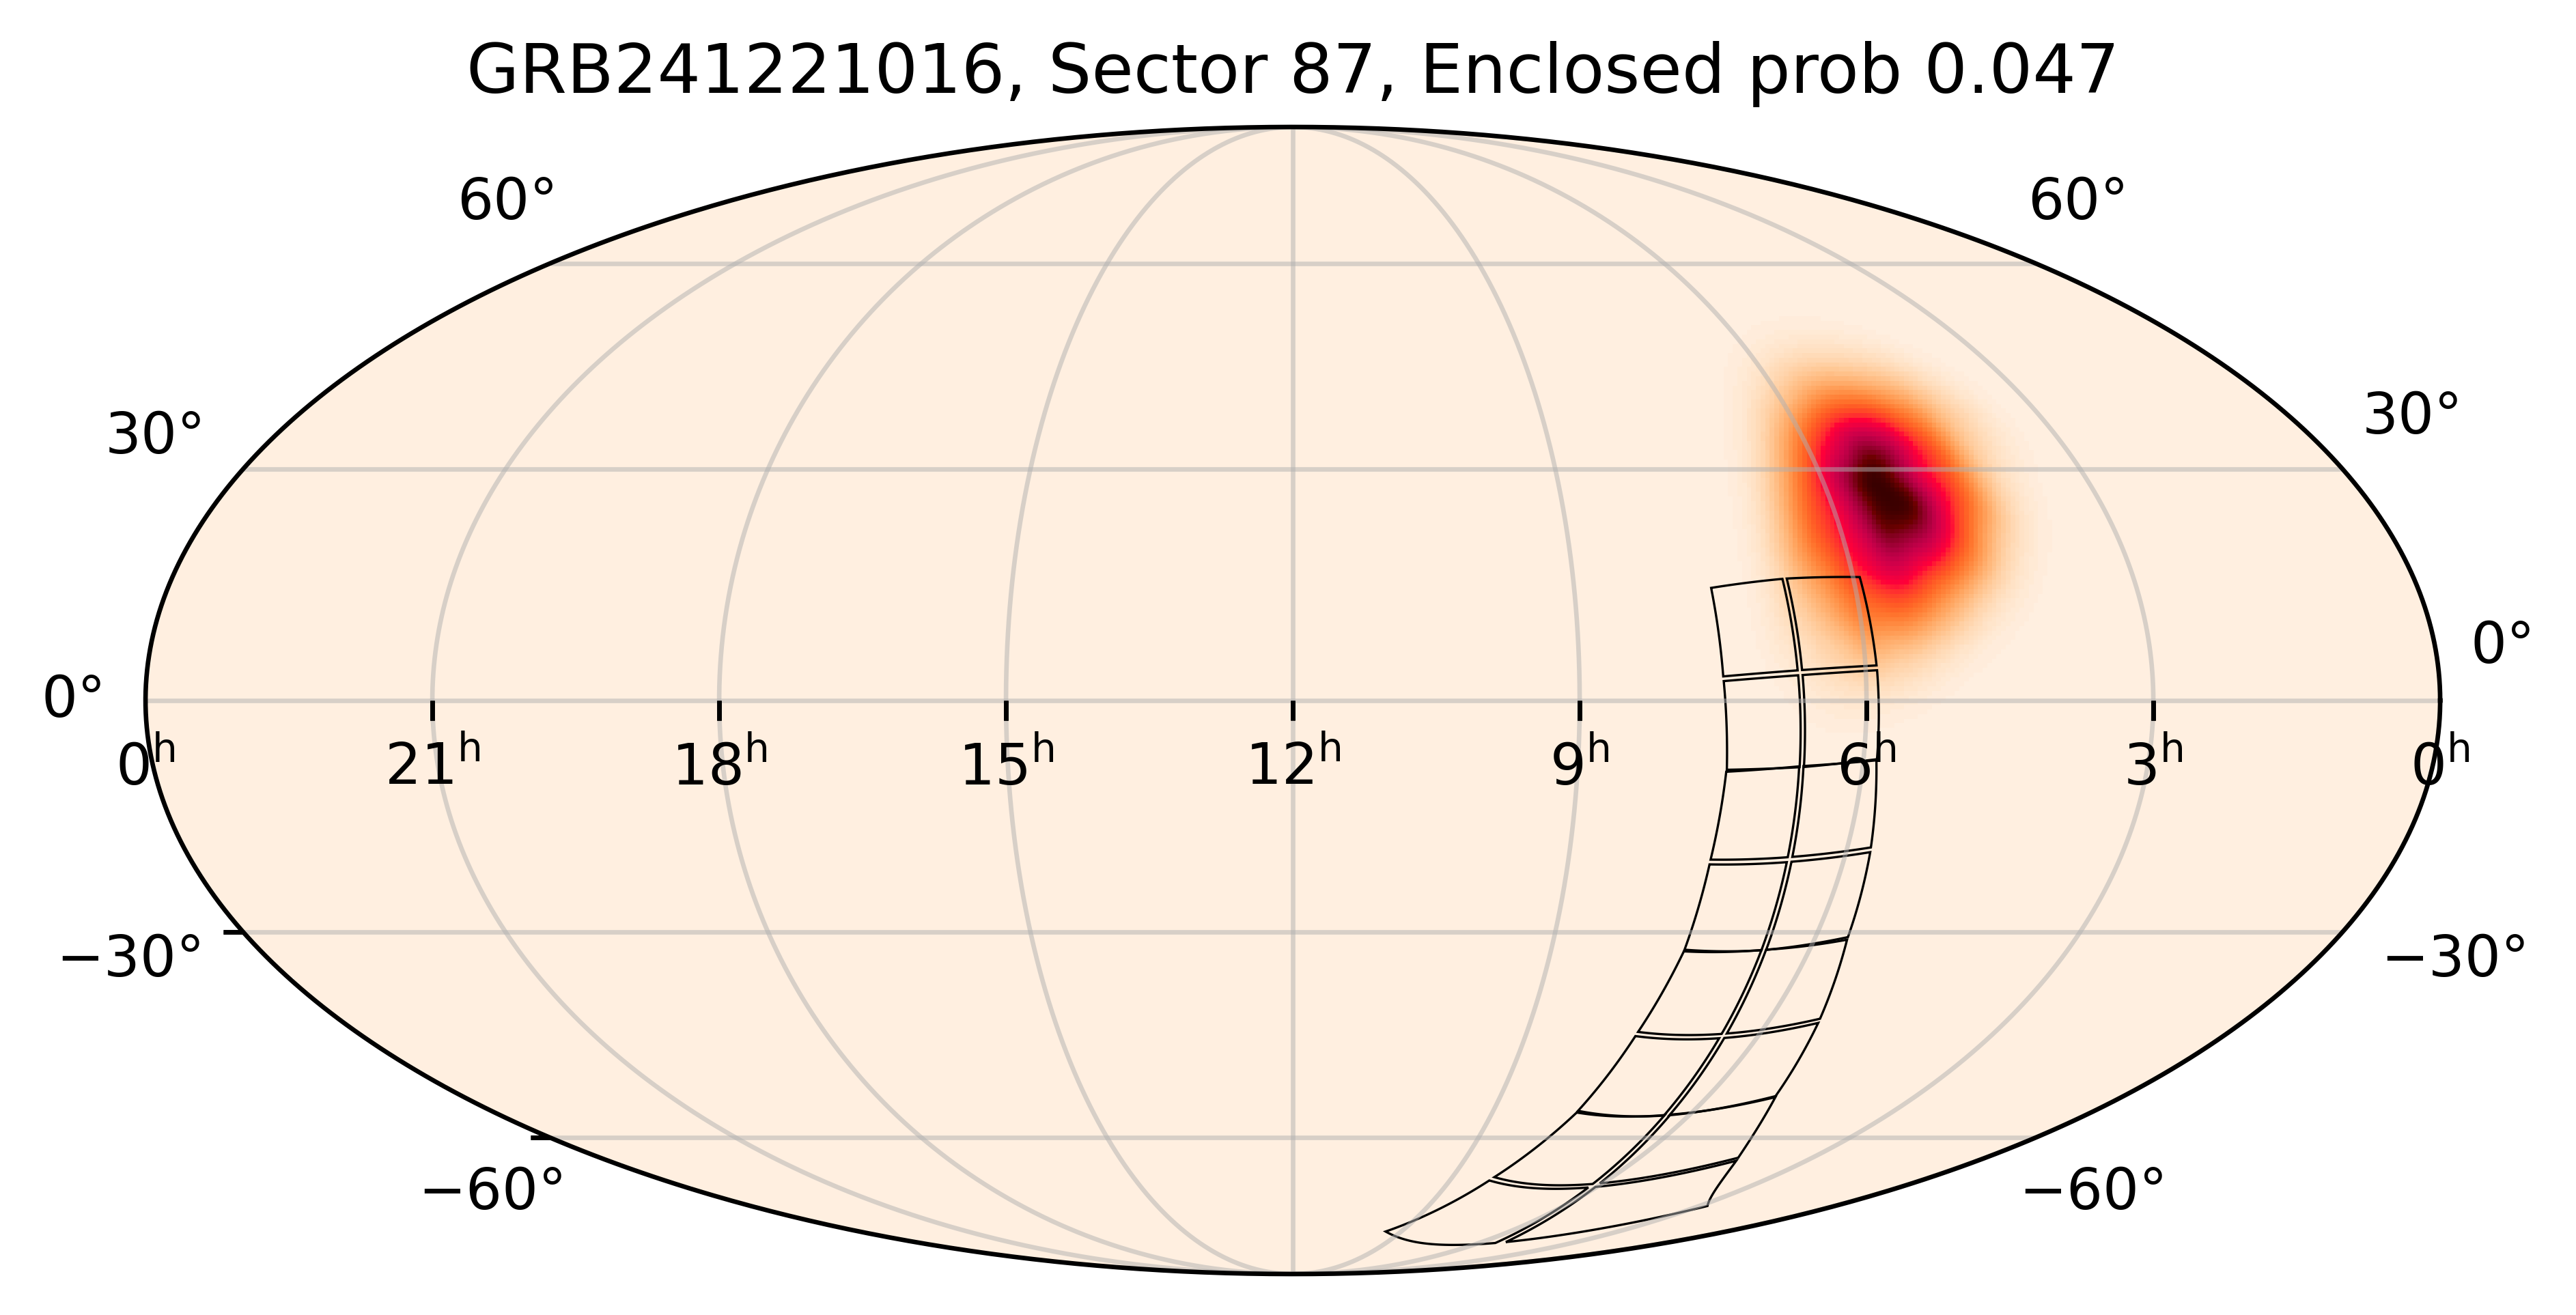 GRB241221016, Sector 87, Enclosed prob 0.047
60° 60°
30° 30°
0° 0°
0h 21h 18h 15h 12h 9h 6h 3h 0h
−30° −30°
−60° −60°